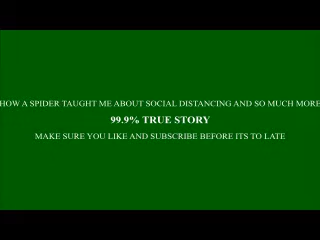 HOW A SPIDER TAUGHT ME ABOUT SOCIAL DISTANCING AND SO MUCH MORE
99.9% TRUE STORY
MAKE SURE YOU LIKE AND SUBSCRIBE BEFORE ITS TO LATE